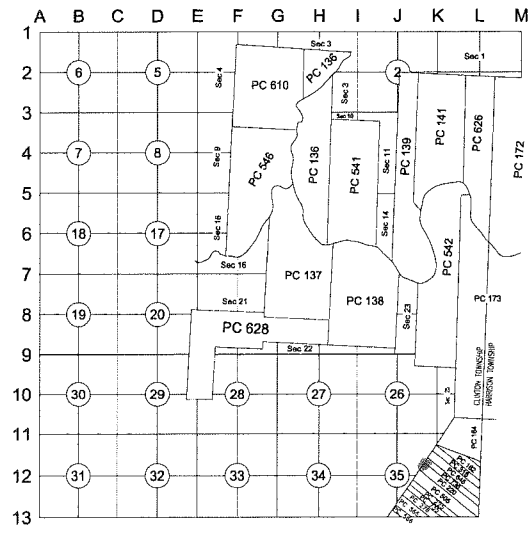 A B C D E F G H I J K L M
1
Sec 3
Sec 1
2
6
5
Sec 4
PC 610
PC 136
Sec 3
2
3
Sec 10
PC 141
PC 626
4
7
8
Sec 9
PC 546
PC 136
PC 541
Sec 11
PC 139
PC 172
5
6
18
17
Sec 16
Sec 14
PC 542
Sec 16
7
PC 137
Sec 21
PC 138
PC 173
8
19
20
PC 628
Sec 23
Sec 22
9
CLINTON TOWNSHIP
HARRISON TOWNSHIP
10
30
29
28
27
26
11
PC 184
12
31
32
33
34
35
13